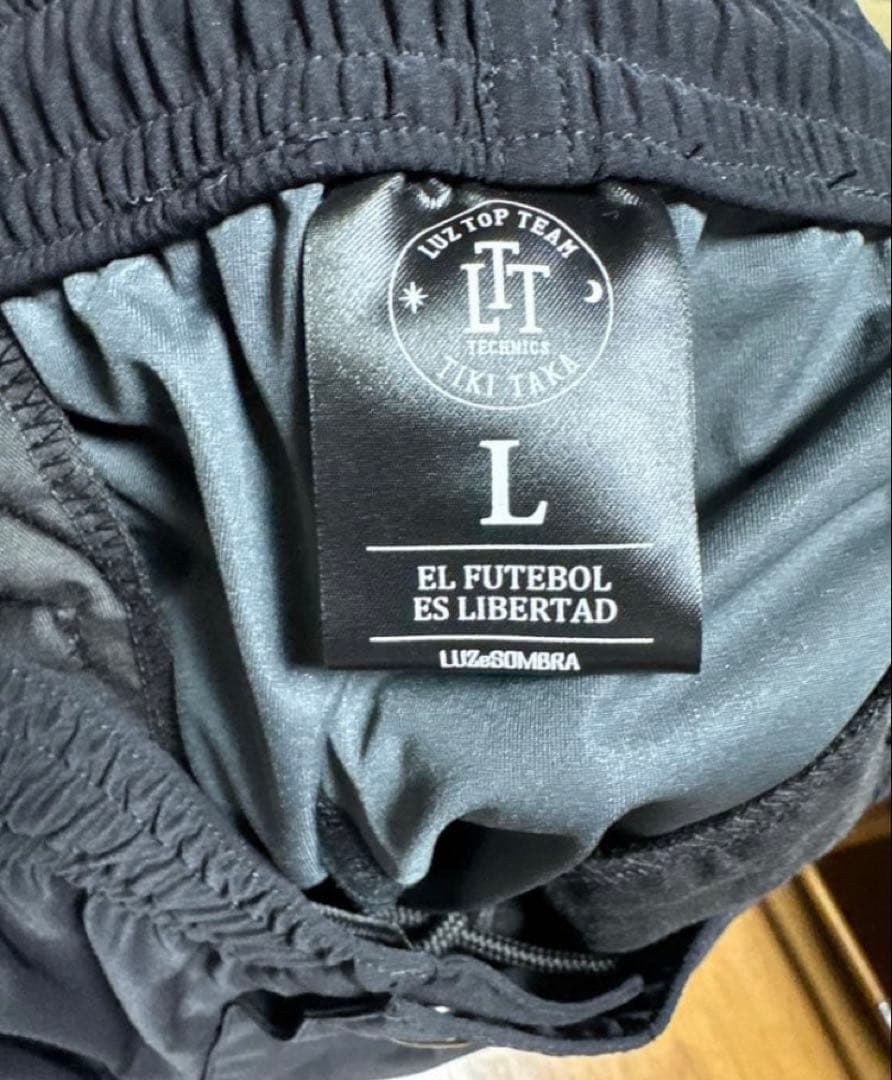 LUZ TOP TEAM
LTT
TECHNICS
TIKI TAKA
L
EL FUTEBOL
ES LIBERTAD
LUZeSOMBRA